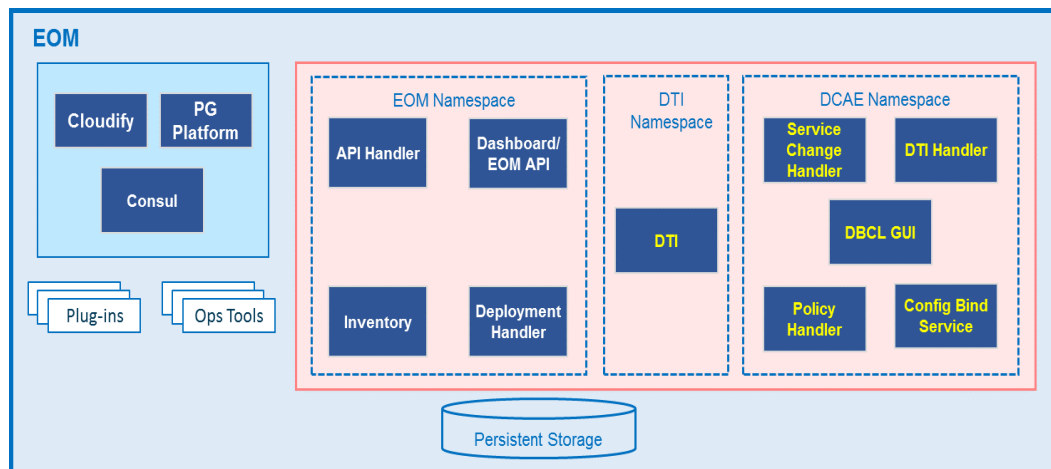 EOM
Cloudify
PG
Platform
Consul
Plug-ins
Ops Tools
EOM Namespace
API Handler
Dashboard/
EOM API
Inventory
Deployment
Handler
DTI
Namespace
DTI
DCAE Namespace
Service
Change
Handler
DTI Handler
DBCL GUI
Policy
Handler
Config Bind
Service
Persistent Storage